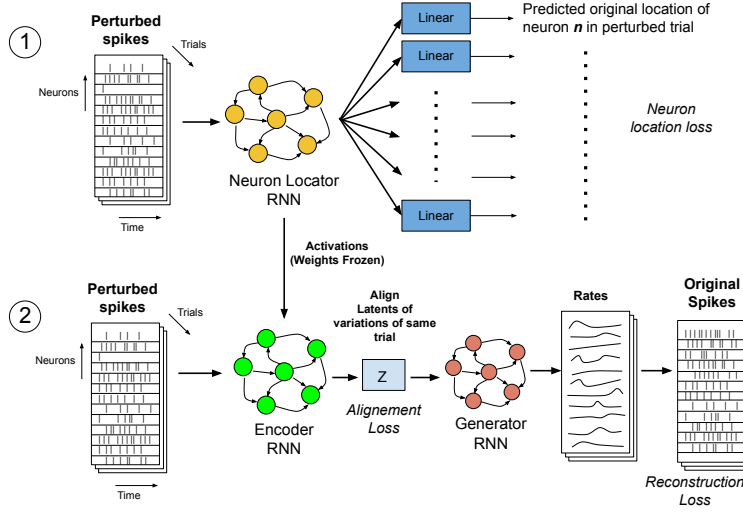 1
Perturbed
spikes
Trials
Neurons
Time
Neuron Locator
RNN
Linear
Linear
Linear
Predicted original location of
neuron n in perturbed trial
Neuron
location loss
Activations
(Weights Frozen)
2
Perturbed
spikes
Trials
Neurons
Time
Encoder
RNN
Align
Latents of
variations of same
trial
Z
Alignement
Loss
Generator
RNN
Rates
Original
Spikes
Reconstruction
Loss